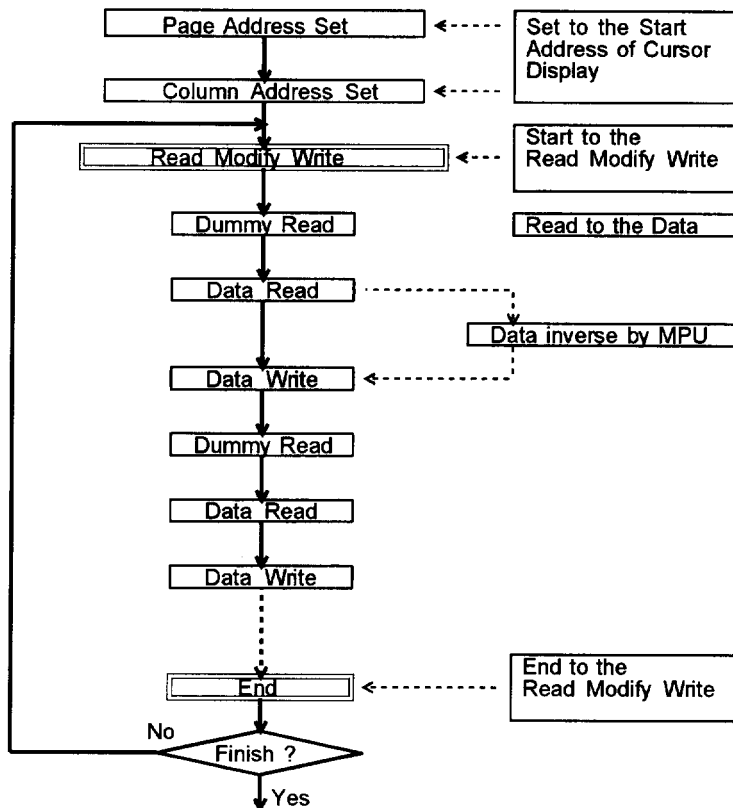 Page Address Set
Set to the Start
Address of Cursor
Display
Column Address Set
Start to the
Read Modify Write
Read Modify Write
Dummy Read
Read to the Data
Data Read
Data inverse by MPU
Data Write
Dummy Read
Data Read
Data Write
End to the
Read Modify Write
End
No
Finish ?
Yes